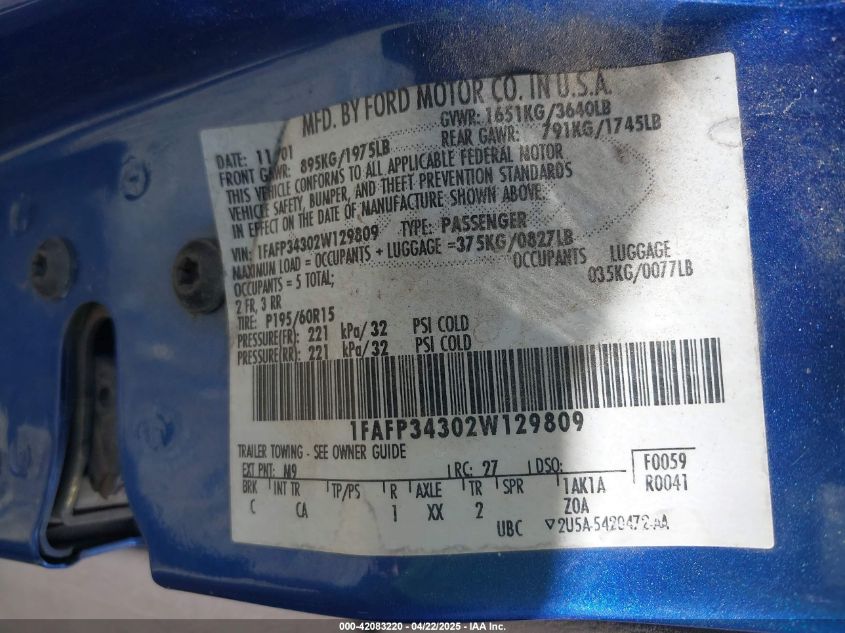 MFD. BY FORD MOTOR CO. IN U.S.A.
DATE: 11/01 GVWR: 1651KG/3640LB
FRONT GAWR: 895KG/1975LB REAR GAWR: 791KG/1745LB
THIS VEHICLE CONFORMS TO ALL APPLICABLE FEDERAL MOTOR
VEHICLE SAFETY, BUMPER, AND THEFT PREVENTION STANDARDS
IN EFFECT ON THE DATE OF MANUFACTURE SHOWN ABOVE.
VIN: 1FAFP34302W129809 TYPE: PASSENGER
MAXIMUM LOAD = OCCUPANTS + LUGGAGE =375KG/0827LB
OCCUPANTS = 5 TOTAL; OCCUPANTS LUGGAGE
2 FR, 3 RR 035KG/0077LB
TIRE: P195/60R15
PRESSURE(FR): 221 kPa/32 PSI COLD
PRESSURE(RR): 221 kPa/32 PSI COLD
1FAFP34302W129809
TRAILER TOWING - SEE OWNER GUIDE
EXT PNT: M9 RC: 27 DSO: F0059
BRK INT TR TP/PS R AXLE TR SPR 1AK1A R0041
C CA 1 XX 2 Z0A
UBC 2U5A-5420472-AA
000-42083220 - 04/22/2025 - IAA Inc.